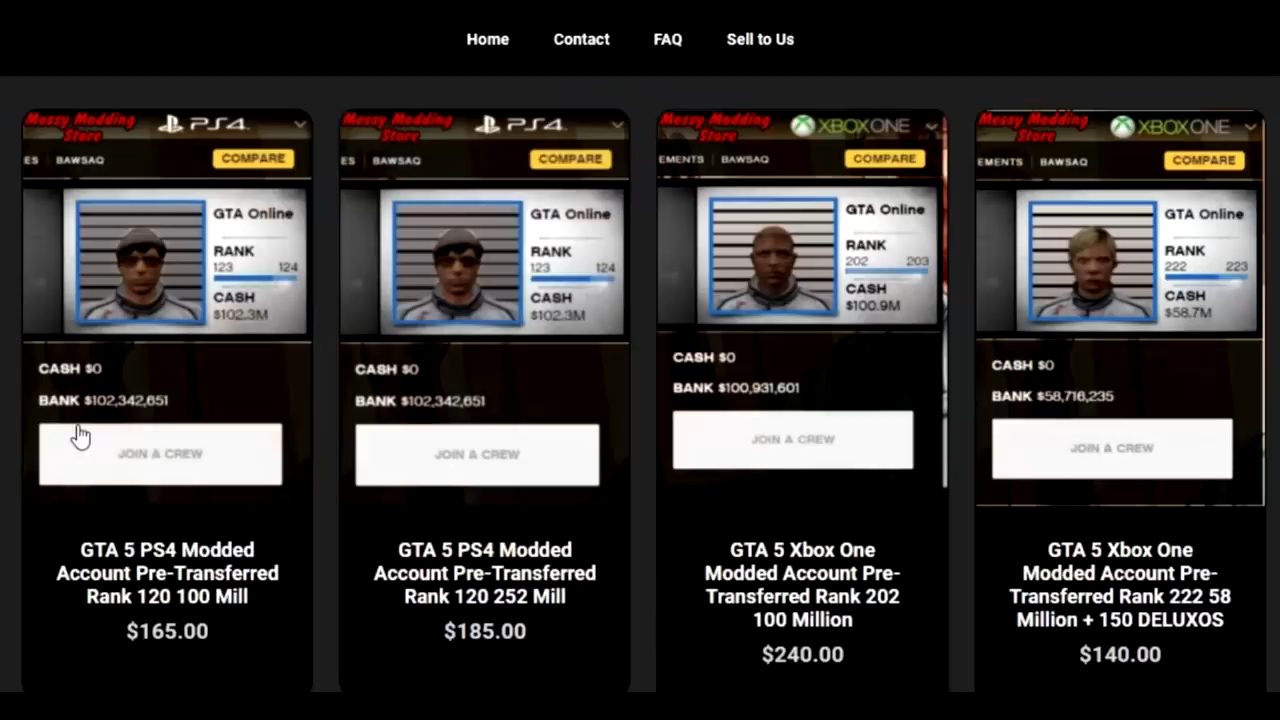 Home Contact FAQ Sell to Us
Messy Modding
Store
PS4
ES BAWSAQ COMPARE
GTA Online
RANK
123 124
CASH
$102.3M
CASH $0
BANK $102,342,651
JOIN A CREW
GTA 5 PS4 Modded
Account Pre-Transferred
Rank 120 100 Mill
$165.00
Messy Modding
Store
PS4
ES BAWSAQ COMPARE
GTA Online
RANK
123 124
CASH
$102.3M
CASH $0
BANK $102,342,651
JOIN A CREW
GTA 5 PS4 Modded
Account Pre-Transferred
Rank 120 252 Mill
$185.00
Messy Modding
Store
XBOX ONE
EMENTS BAWSAQ COMPARE
GTA Online
RANK
202 203
CASH
$100.9M
CASH $0
BANK $100,931,601
JOIN A CREW
GTA 5 Xbox One
Modded Account Pre-
Transferred Rank 202
100 Million
$240.00
Messy Modding
Store
XBOX ONE
EMENTS BAWSAQ COMPARE
GTA Online
RANK
222 223
CASH
$58.7M
CASH $0
BANK $58,716,235
JOIN A CREW
GTA 5 Xbox One
Modded Account Pre-
Transferred Rank 222 58
Million + 150 DELUXOS
$140.00